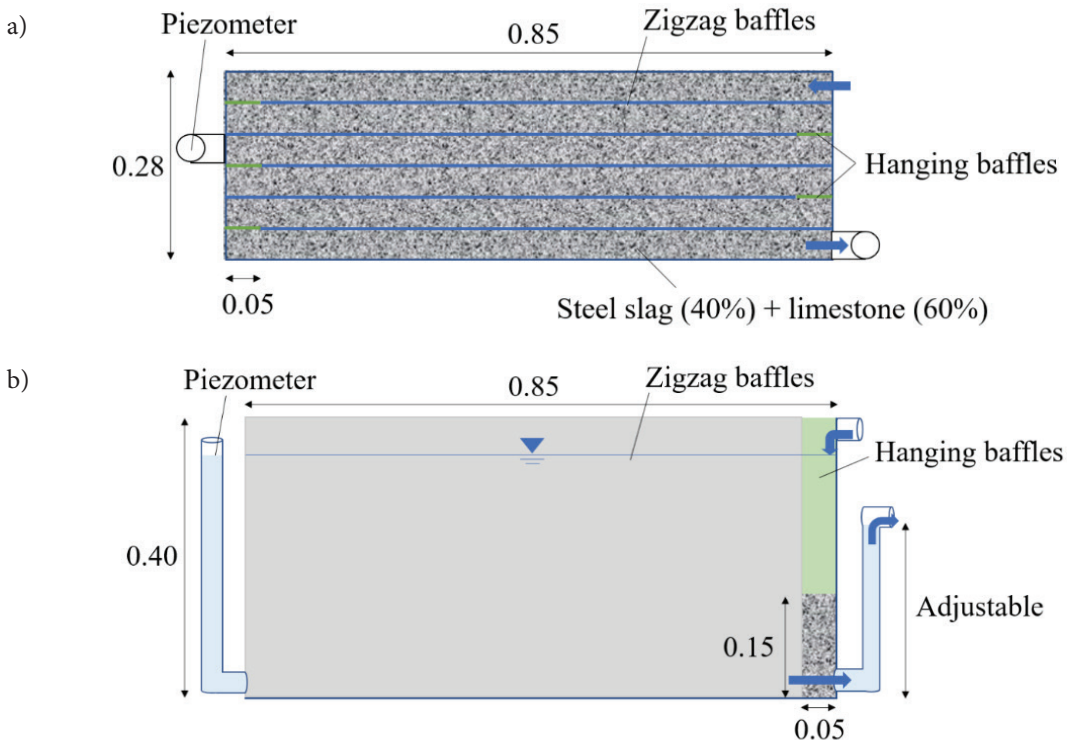 a)
Piezometer
0.85
Zigzag baffles
0.28
Hanging baffles
0.05
Steel slag (40%) + limestone (60%)
b)
Piezometer
0.85
Zigzag baffles
Hanging baffles
0.40
Adjustable
0.15
0.05